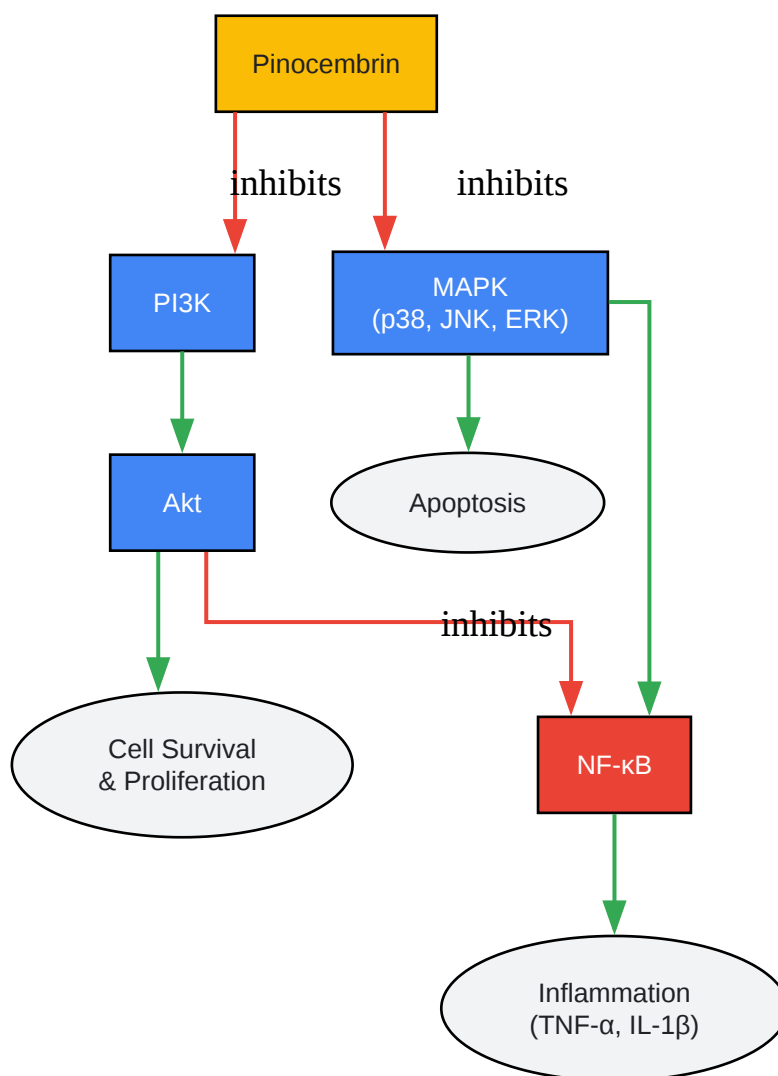 Pinocembrin
inhibits
inhibits
PI3K
MAPK
(p38, JNK, ERK)
Akt
Apoptosis
inhibits
Cell Survival
& Proliferation
NF-κB
Inflammation
(TNF-α, IL-1β)